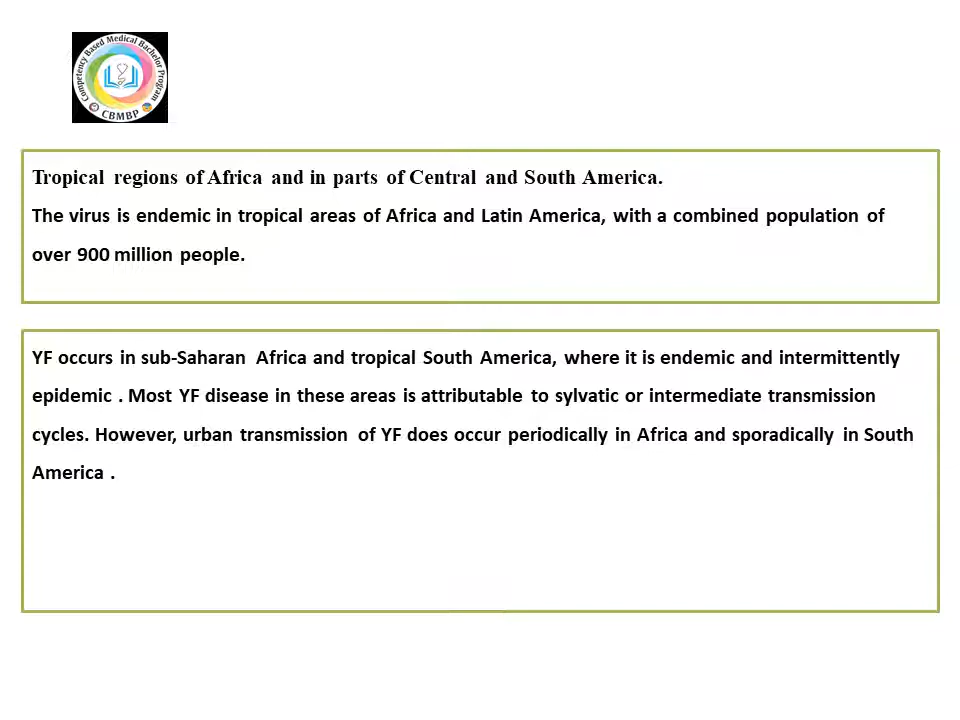 Competency Based Medical Bachelor Program
CBMBP
Tropical regions of Africa and in parts of Central and South America.
The virus is endemic in tropical areas of Africa and Latin America, with a combined population of
over 900 million people.
YF occurs in sub-Saharan Africa and tropical South America, where it is endemic and intermittently
epidemic . Most YF disease in these areas is attributable to sylvatic or intermediate transmission
cycles. However, urban transmission of YF does occur periodically in Africa and sporadically in South
America .